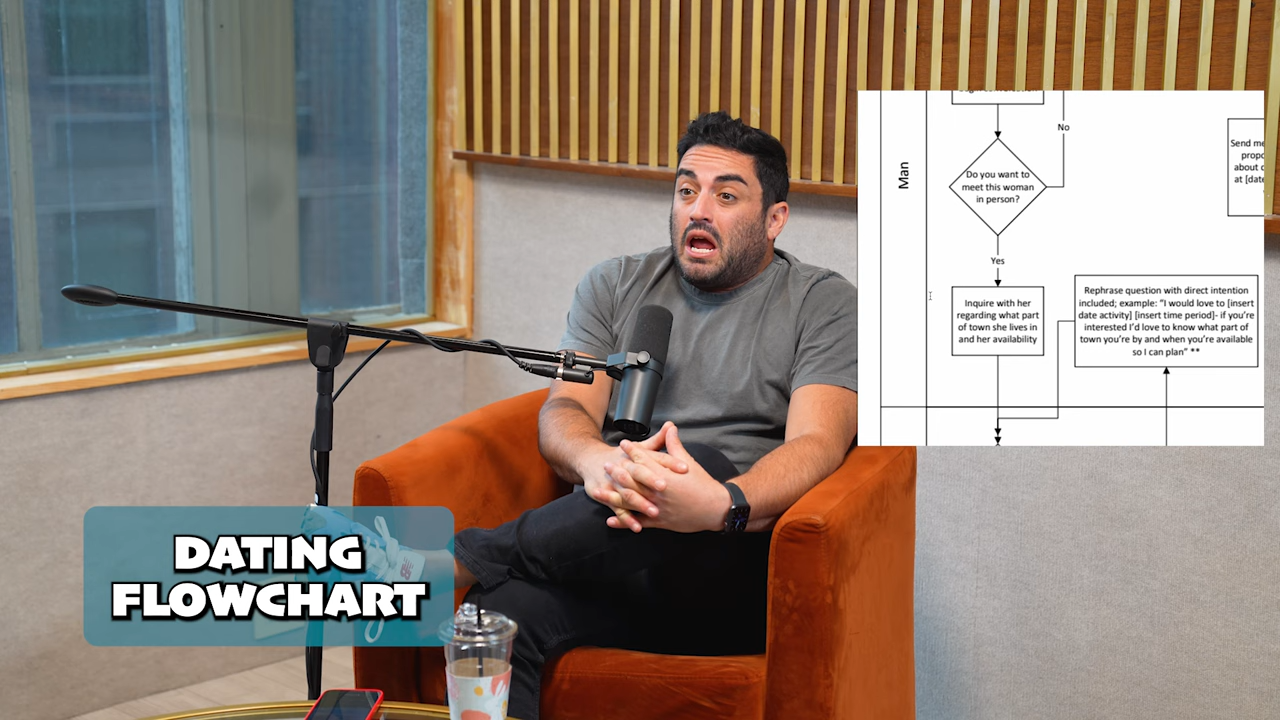 No
Man
Do you want to
meet this woman
in person?
Yes
Inquire with her
regarding what part
of town she lives in
and her availability
Rephrase question with direct intention
included; example: “I would love to [insert
date activity] [insert time period]- if you’re
interested I’d love to know what part of
town you’re by and when you’re available
so I can plan” **
Send me
propo
about
at [date
DATING
FLOWCHART